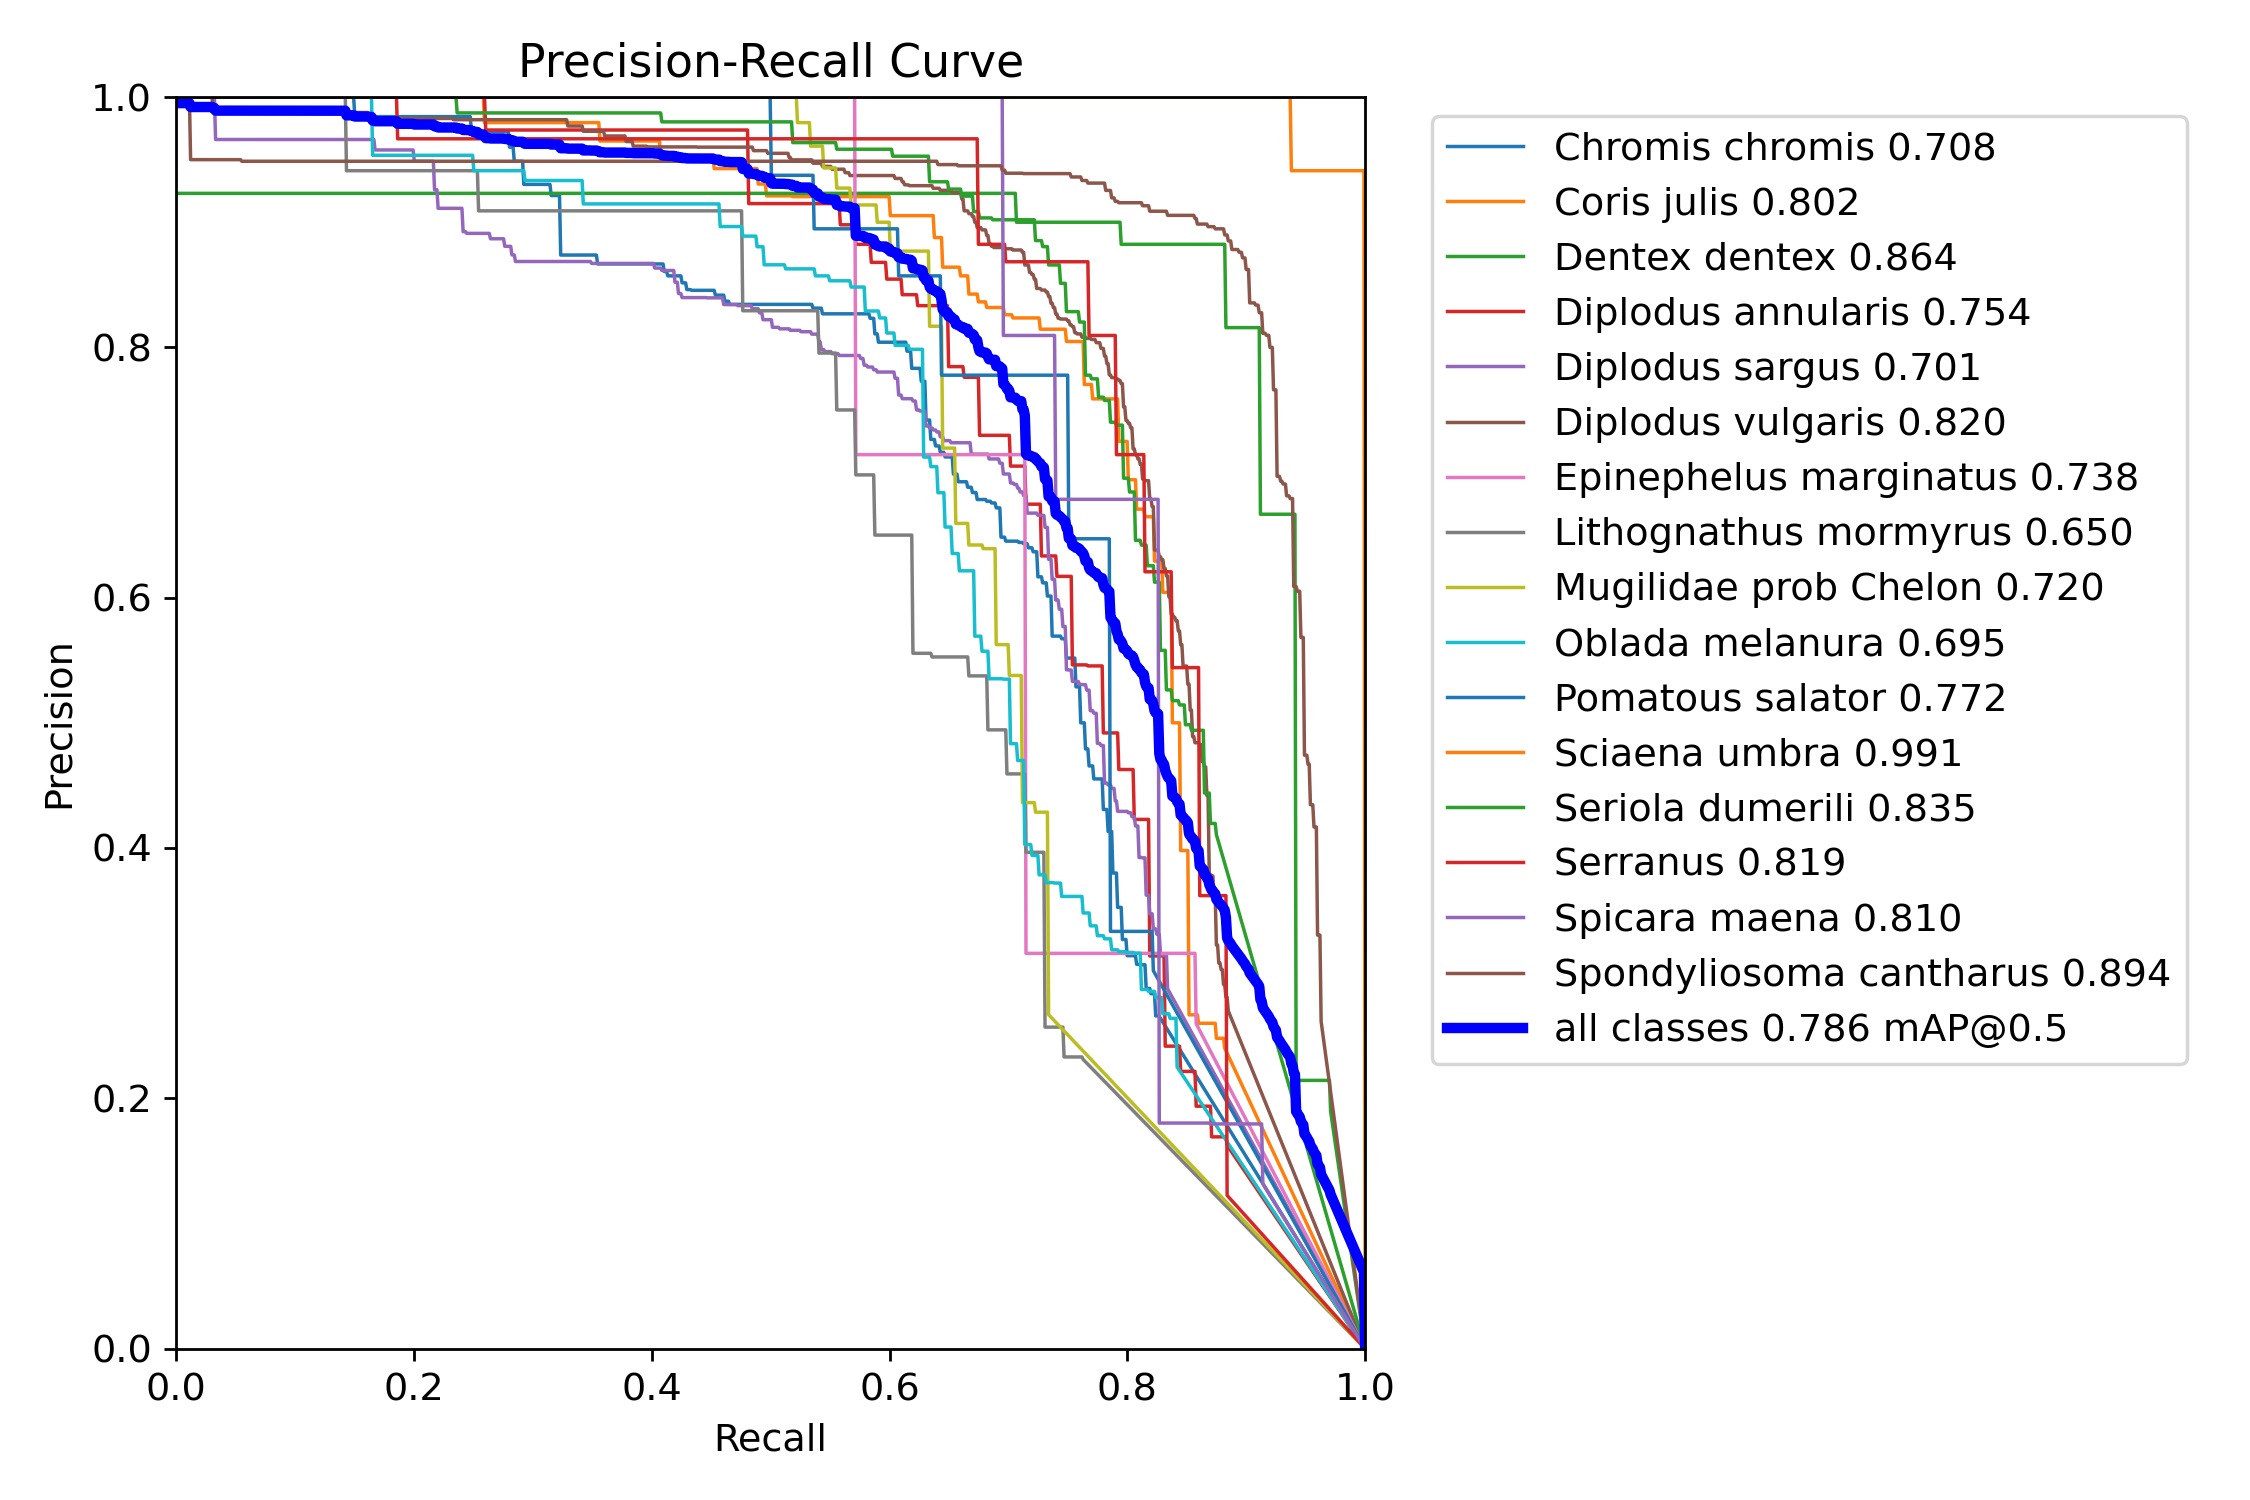 Precision-Recall Curve
1.0
0.8
0.6
0.4
0.2
0.0
Precision
0.0 0.2 0.4 0.6 0.8 1.0
Recall
Chromis chromis 0.708
Coris julis 0.802
Dentex dentex 0.864
Diplodus annularis 0.754
Diplodus sargus 0.701
Diplodus vulgaris 0.820
Epinephelus marginatus 0.738
Lithognathus mormyrus 0.650
Mugilidae prob Chelon 0.720
Oblada melanura 0.695
Pomatous salator 0.772
Sciaena umbra 0.991
Seriola dumerili 0.835
Serranus 0.819
Spicara maena 0.810
Spondyliosoma cantharus 0.894
all classes 0.786 mAP@0.5